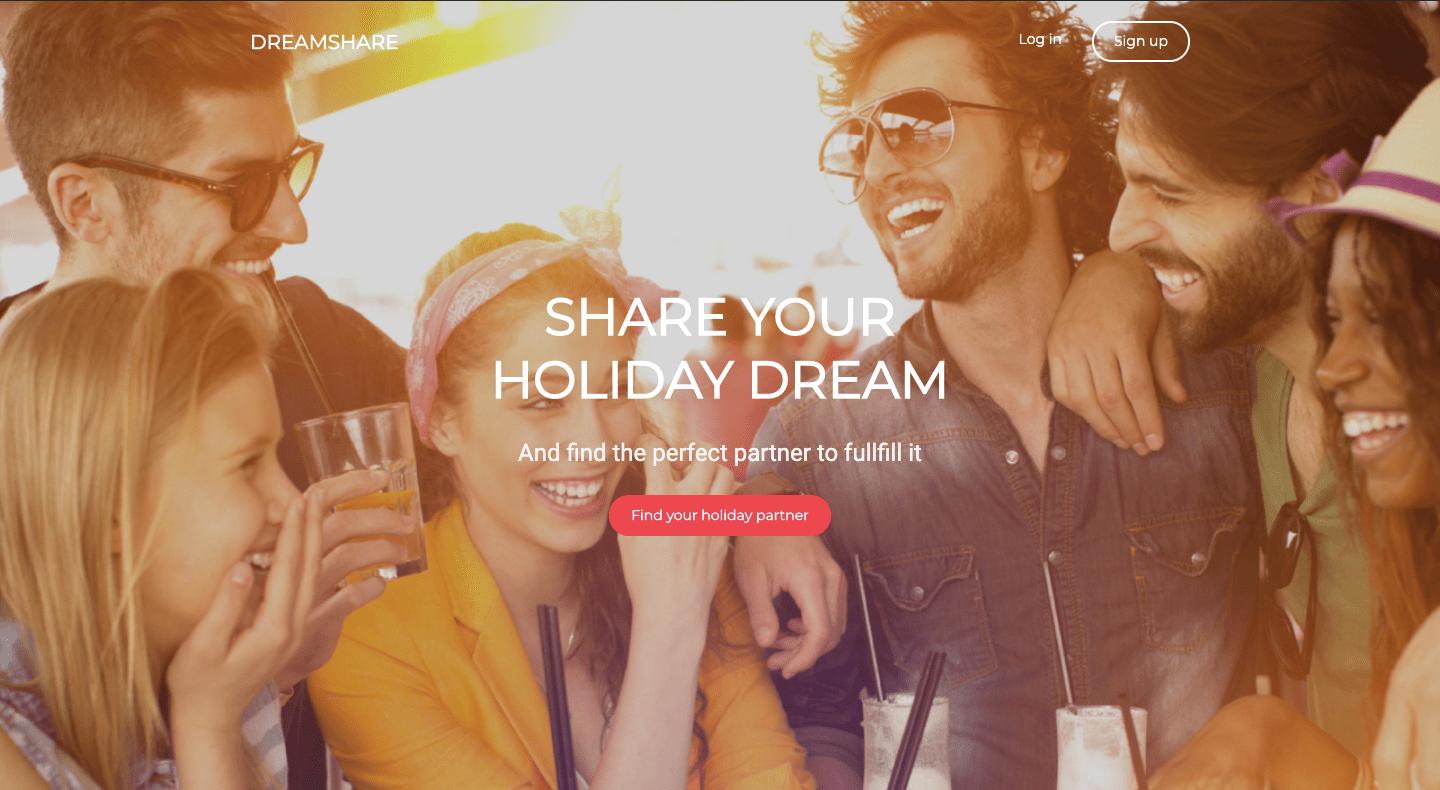 DREAMSHARE
Log in
Sign up
SHARE YOUR
HOLIDAY DREAM
And find the perfect partner to fullfill it
Find your holiday partner